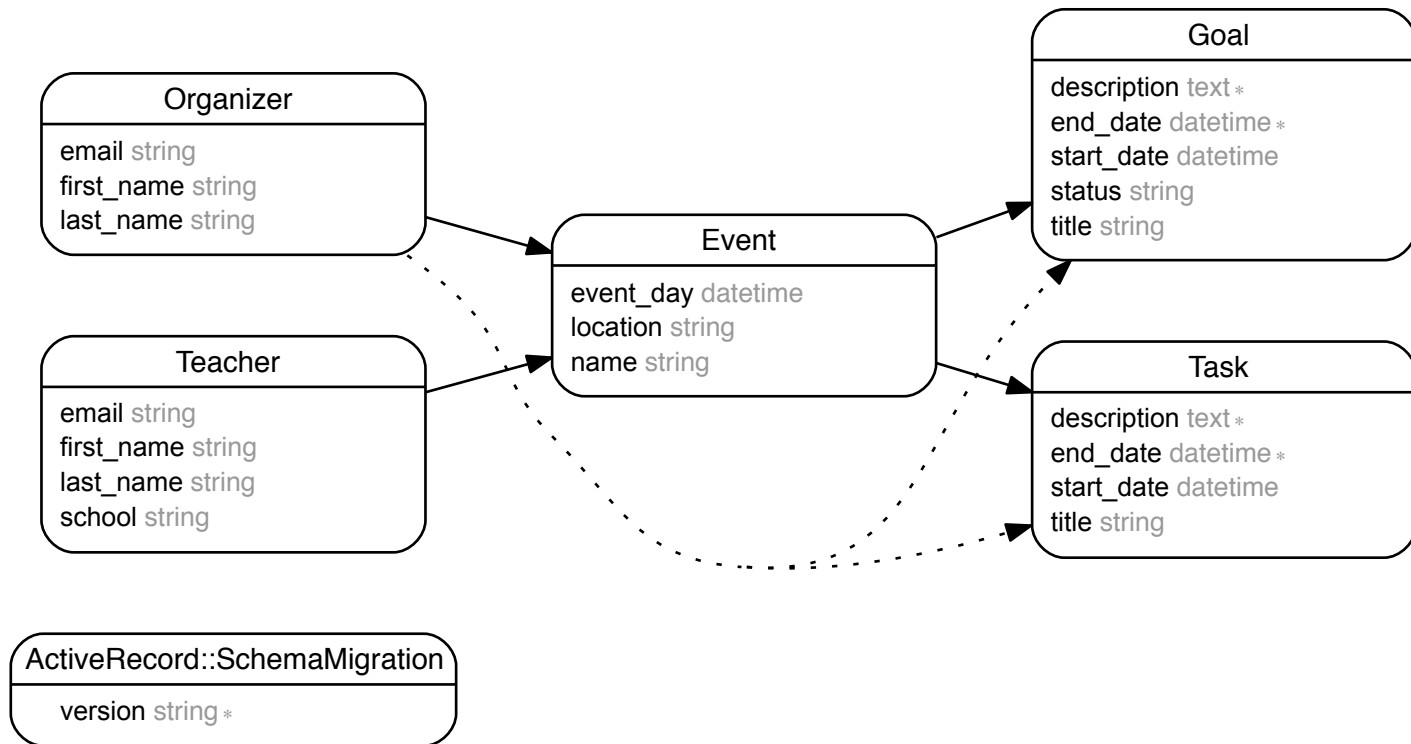 Organizer
email string
first_name string
last_name string
Teacher
email string
first_name string
last_name string
school string
Event
event_day datetime
location string
name string
Goal
description text *
end_date datetime *
start_date datetime
status string
title string
Task
description text *
end_date datetime *
start_date datetime
title string
ActiveRecord::SchemaMigration
version string *